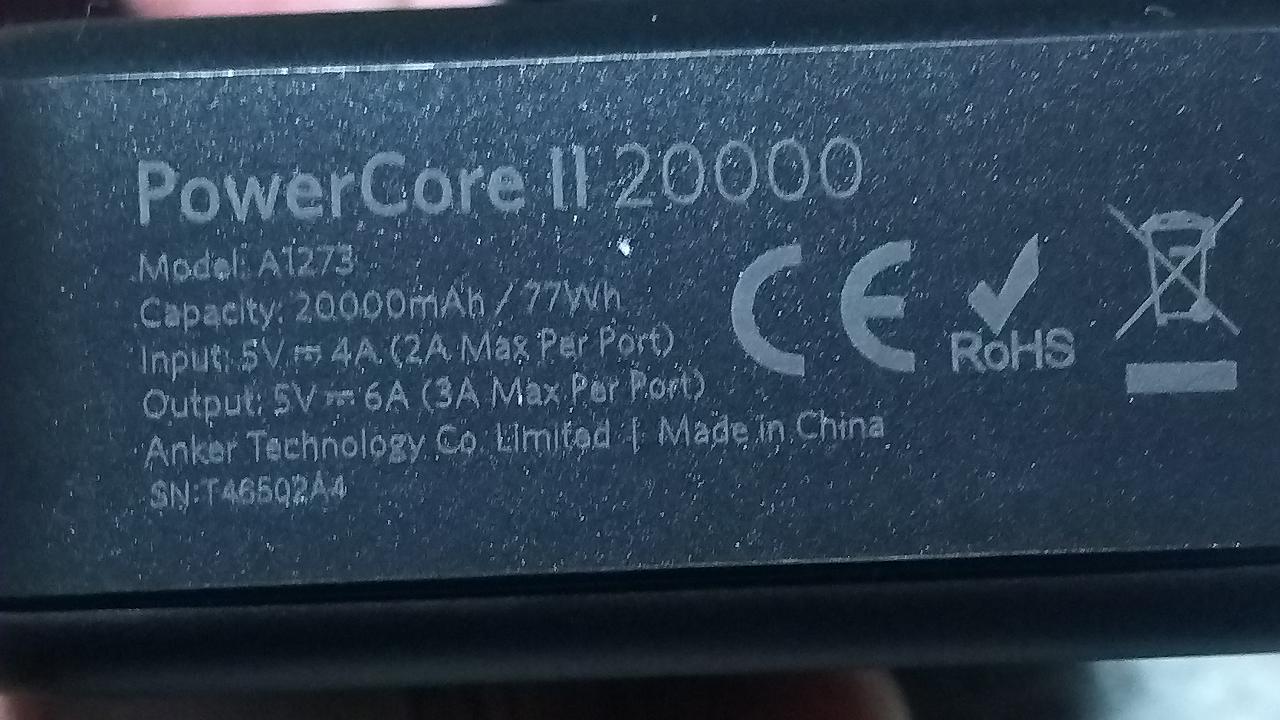 PowerCore II 20000
Model: A1273
Capacity: 20000mAh / 77Wh
Input: 5V ⎓ 4A (2A Max Per Port)
Output: 5V ⎓ 6A (3A Max Per Port)
Anker Technology Co. Limited | Made in China
SN:T46502A4
CE
RoHS